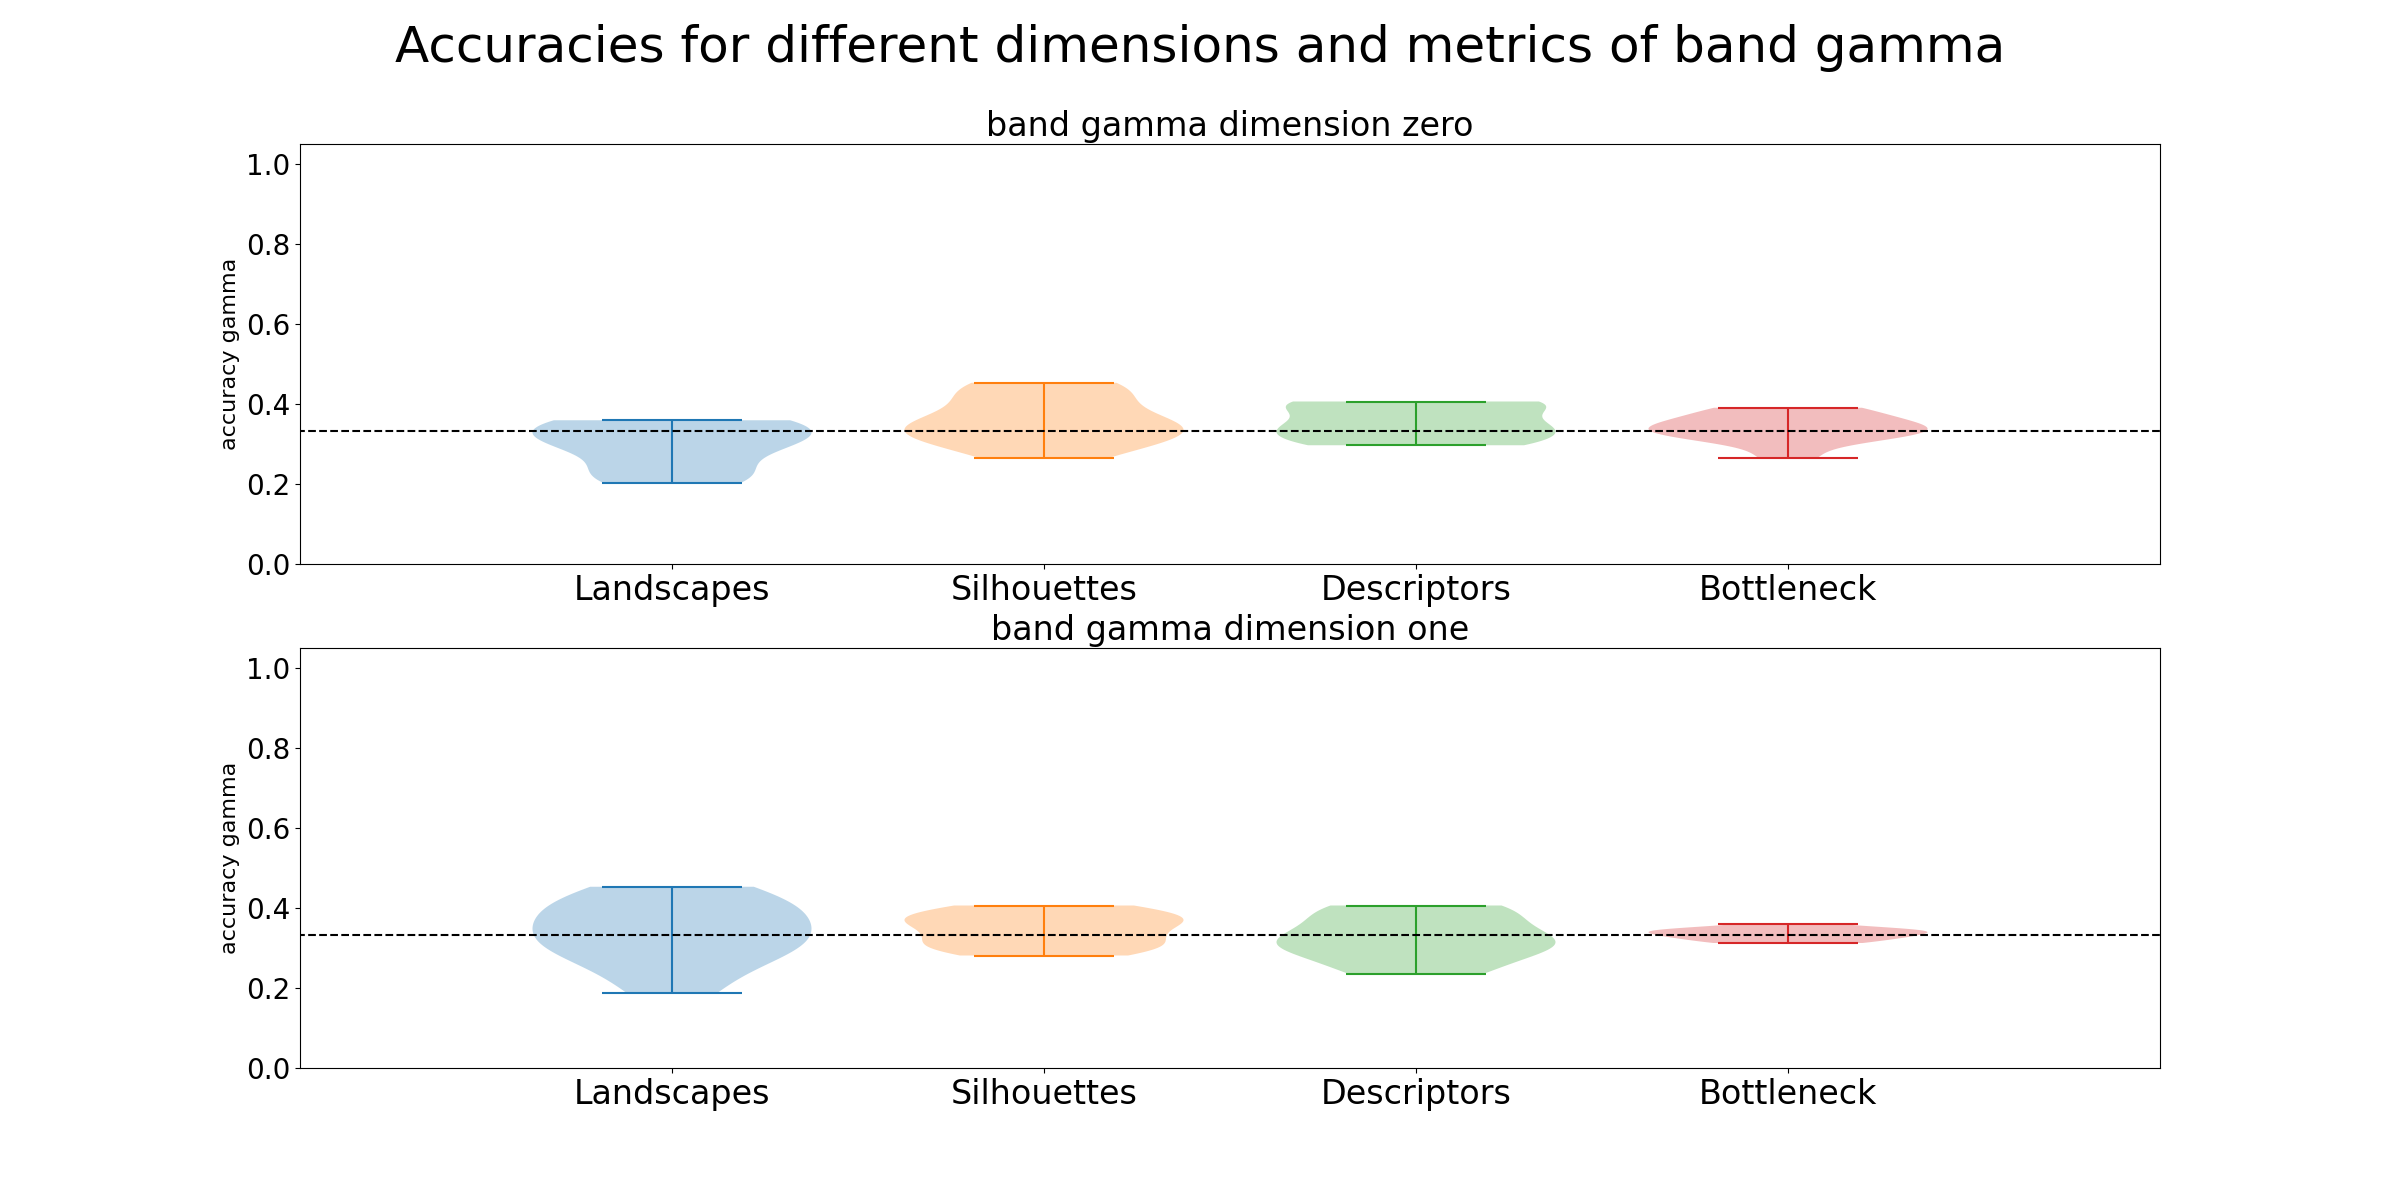 Accuracies for different dimensions and metrics of band gamma
band gamma dimension zero
1.0
0.8
0.6
0.4
0.2
0.0
accuracy gamma
Landscapes Silhouettes Descriptors Bottleneck
band gamma dimension one
1.0
0.8
0.6
0.4
0.2
0.0
accuracy gamma
Landscapes Silhouettes Descriptors Bottleneck